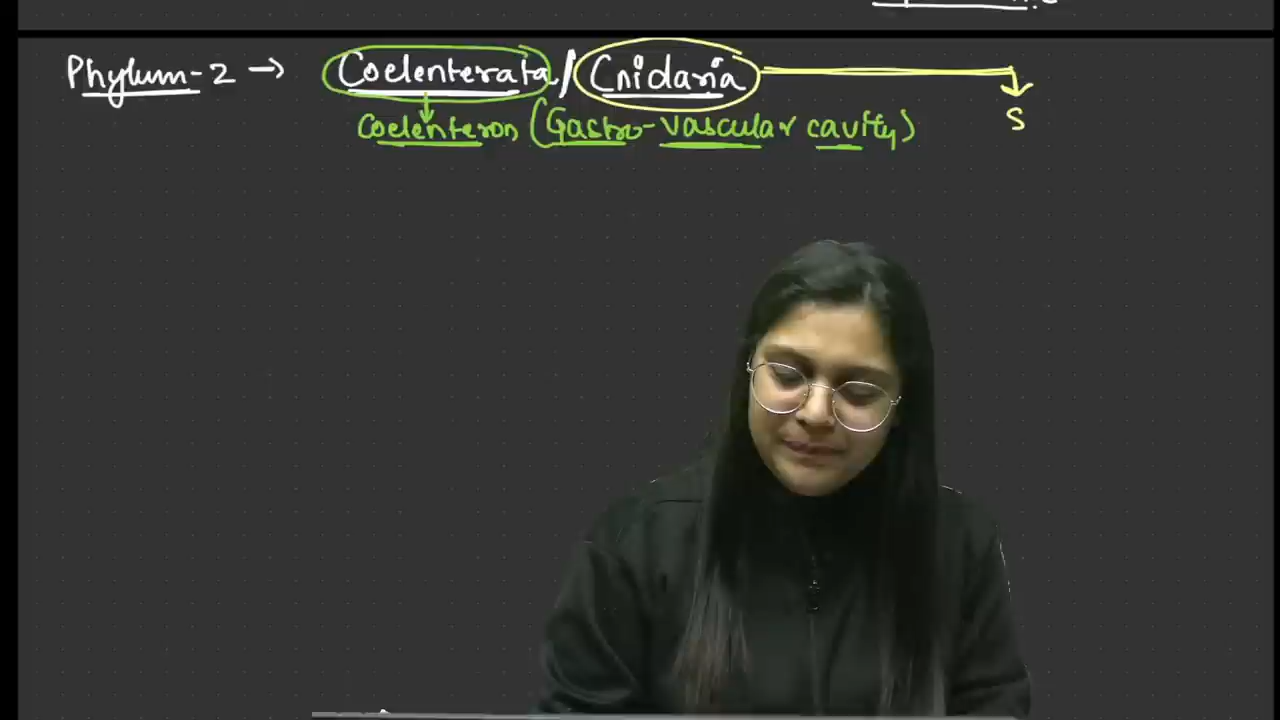 Phylum-2 → Coelenterata / Cnidaria
Coelenteron (Gastro-vascular cavity)
S